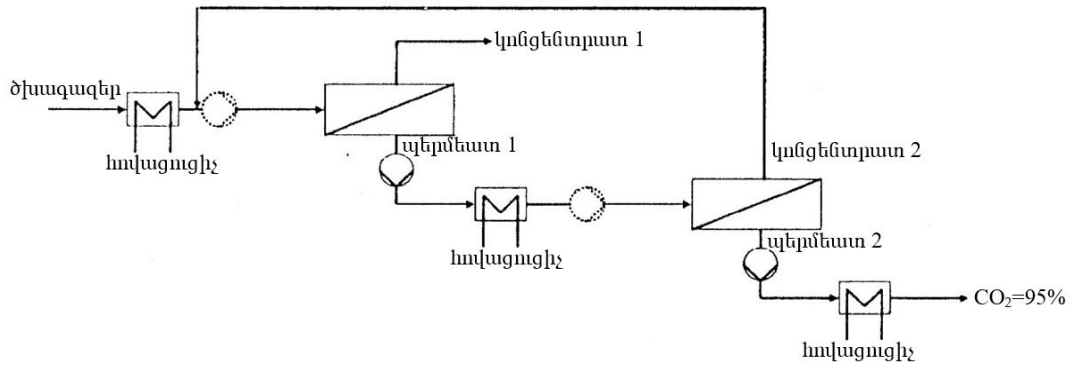 կոնցենտրատ 1
ծխագազեր
հովացուցիչ
պերմեատ 1
կոնցենտրատ 2
հովացուցիչ
պերմեատ 2
CO₂=95%
հովացուցիչ